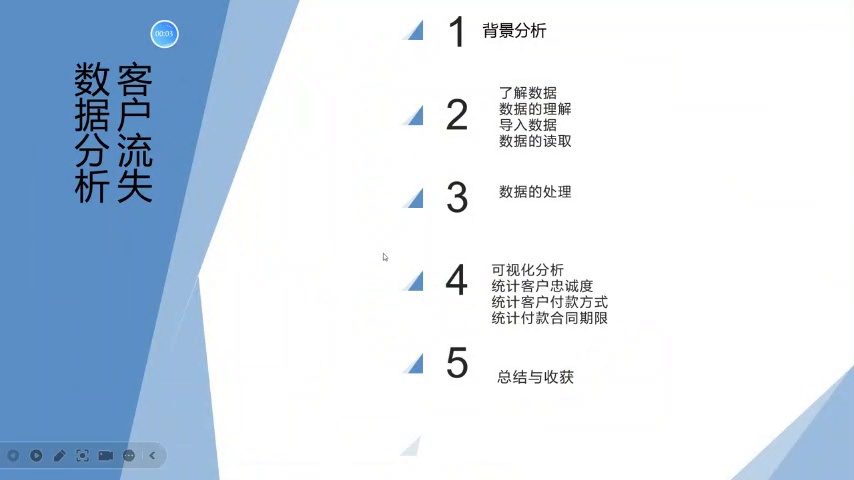 00:03
客户流失
数据分析
1 背景分析
2
了解数据
数据的理解
导入数据
数据的读取
3 数据的处理
4
可视化分析
统计客户忠诚度
统计客户付款方式
统计付款合同期限
5
总结与收获